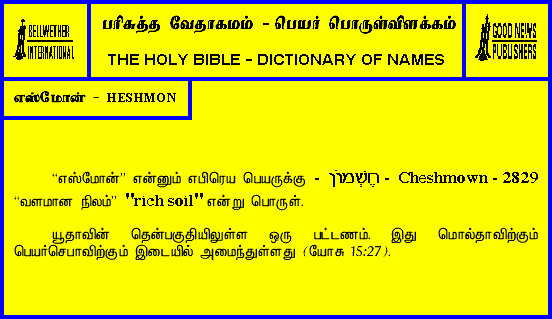 BELLWETHER
INTERNATIONAL
பரிசுத்த வேதாகமம் - பெயர் பொருள்விளக்கம்
THE HOLY BIBLE - DICTIONARY OF NAMES
GOOD NEWS
PUBLISHERS
எஸ்மோன் - HESHMON
“எஸ்மோன்” என்னும் எபிரெய பெயருக்கு - חֶשְׁמוֹן - Cheshmown - 2829
“வளமான நிலம்” "rich soil" என்று பொருள்.
யூதாவின் தென்பகுதியிலுள்ள ஒரு பட்டணம். இது மொல்தாவிற்கும்
பெயர்செபாவிற்கும் இடையில் அமைந்துள்ளது (யோசு 15:27).